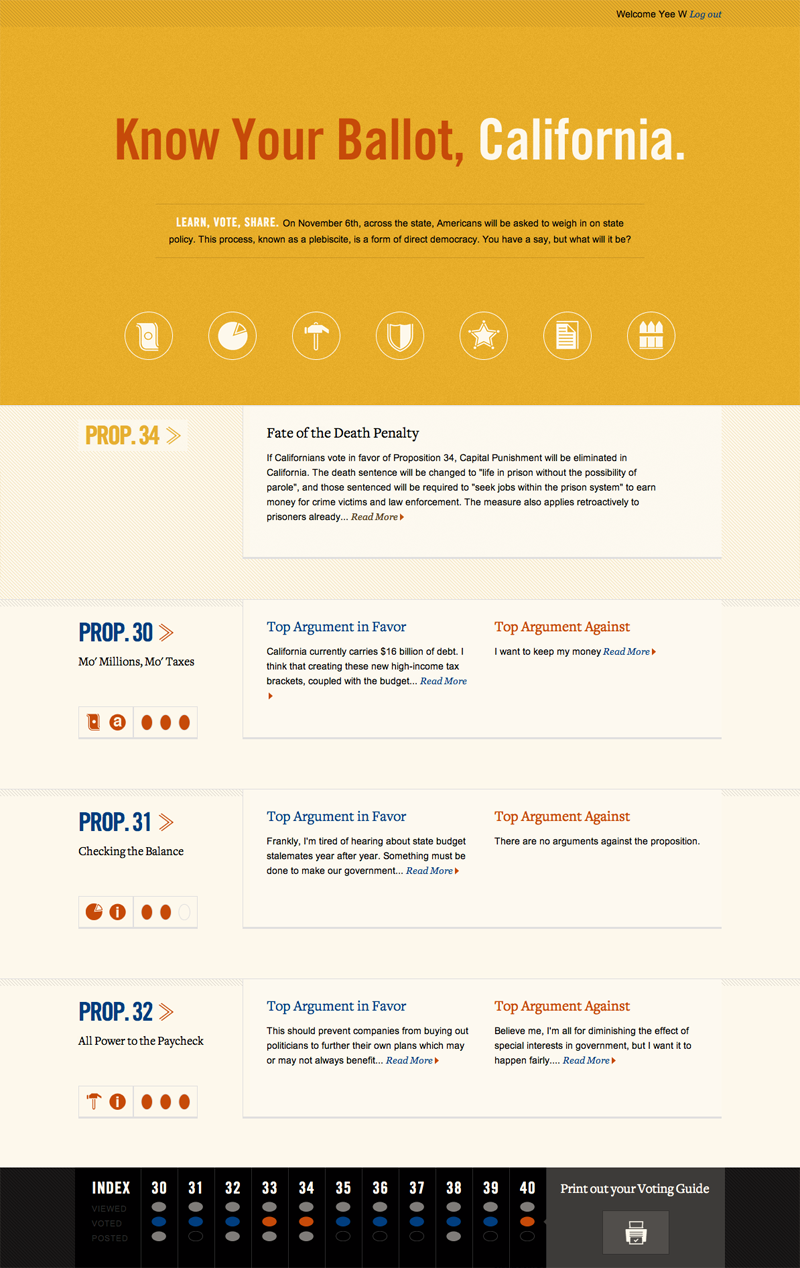 Welcome Yee W Log out
Know Your Ballot, California.
LEARN, VOTE, SHARE. On November 6th, across the state, Americans will be asked to weigh in on state
policy. This process, known as a plebiscite, is a form of direct democracy. You have a say, but what will it be?
PROP. 34
Fate of the Death Penalty
If Californians vote in favor of Proposition 34, Capital Punishment will be eliminated in
California. The death sentence will be changed to "life in prison without the possibility of
parole", and those sentenced will be required to "seek jobs within the prison system" to earn
money for crime victims and law enforcement. The measure also applies retroactively to
prisoners already... Read More
PROP. 30
Mo' Millions, Mo' Taxes
Top Argument in Favor
California currently carries $16 billion of debt. I
think that creating these new high-income tax
brackets, coupled with the budget... Read More
Top Argument Against
I want to keep my money Read More
a
PROP. 31
Checking the Balance
Top Argument in Favor
Frankly, I'm tired of hearing about state budget
stalemates year after year. Something must be
done to make our government... Read More
Top Argument Against
There are no arguments against the proposition.
i
PROP. 32
All Power to the Paycheck
Top Argument in Favor
This should prevent companies from buying out
politicians to further their own plans which may
or may not always benefit... Read More
Top Argument Against
Believe me, I'm all for diminishing the effect of
special interests in government, but I want it to
happen fairly.... Read More
i
INDEX 30 31 32 33 34 35 36 37 38 39 40
VIEWED
VOTED
POSTED
Print out your Voting Guide